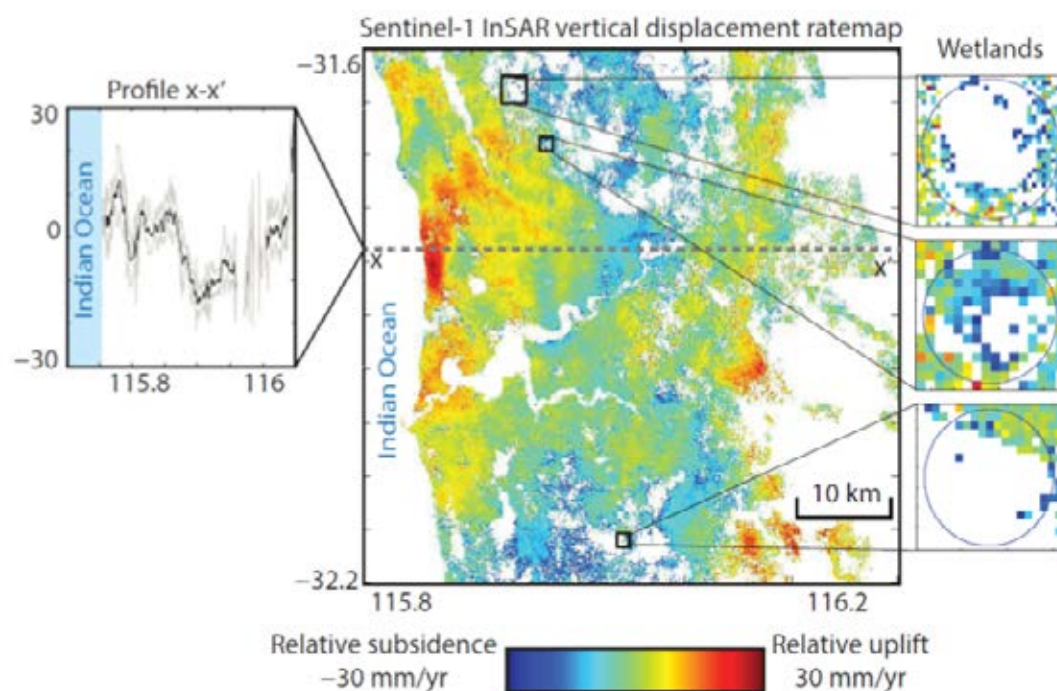 Sentinel-1 InSAR vertical displacement ratemap
Wetlands
−31.6
Profile x-x’
30
0
−30
Indian Ocean
115.8
116
x
x’
Indian Ocean
10 km
−32.2
115.8
116.2
Relative subsidence
−30 mm/yr
Relative uplift
30 mm/yr